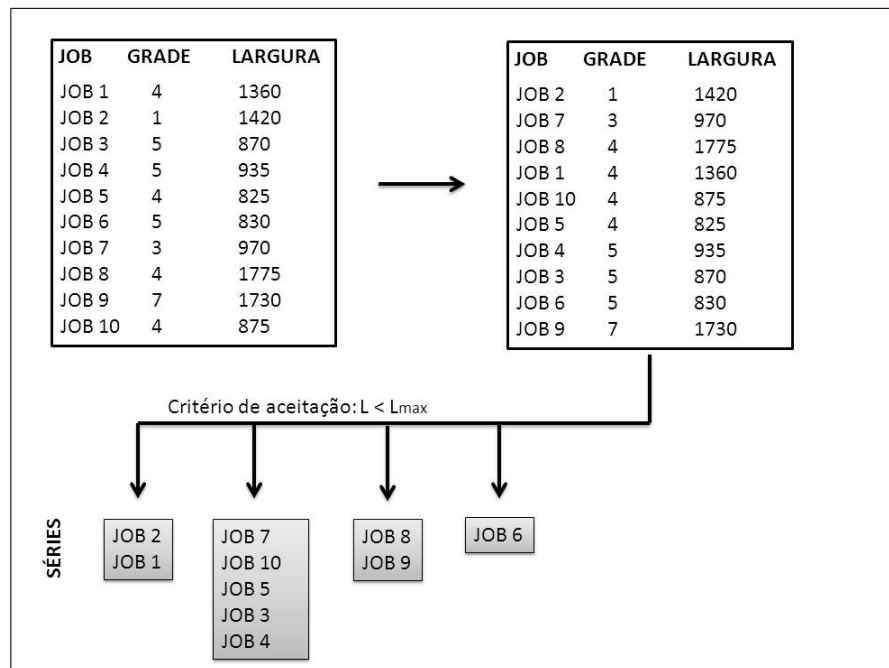 JOB GRADE LARGURA
JOB 1 4 1360
JOB 2 1 1420
JOB 3 5 870
JOB 4 5 935
JOB 5 4 825
JOB 6 5 830
JOB 7 3 970
JOB 8 4 1775
JOB 9 7 1730
JOB 10 4 875
JOB GRADE LARGURA
JOB 2 1 1420
JOB 7 3 970
JOB 8 4 1775
JOB 1 4 1360
JOB 10 4 875
JOB 5 4 825
JOB 4 5 935
JOB 3 5 870
JOB 6 5 830
JOB 9 7 1730
Critério de aceitação: L < Lmax
SÉRIES
JOB 2
JOB 1
JOB 7
JOB 10
JOB 5
JOB 3
JOB 4
JOB 8
JOB 9
JOB 6